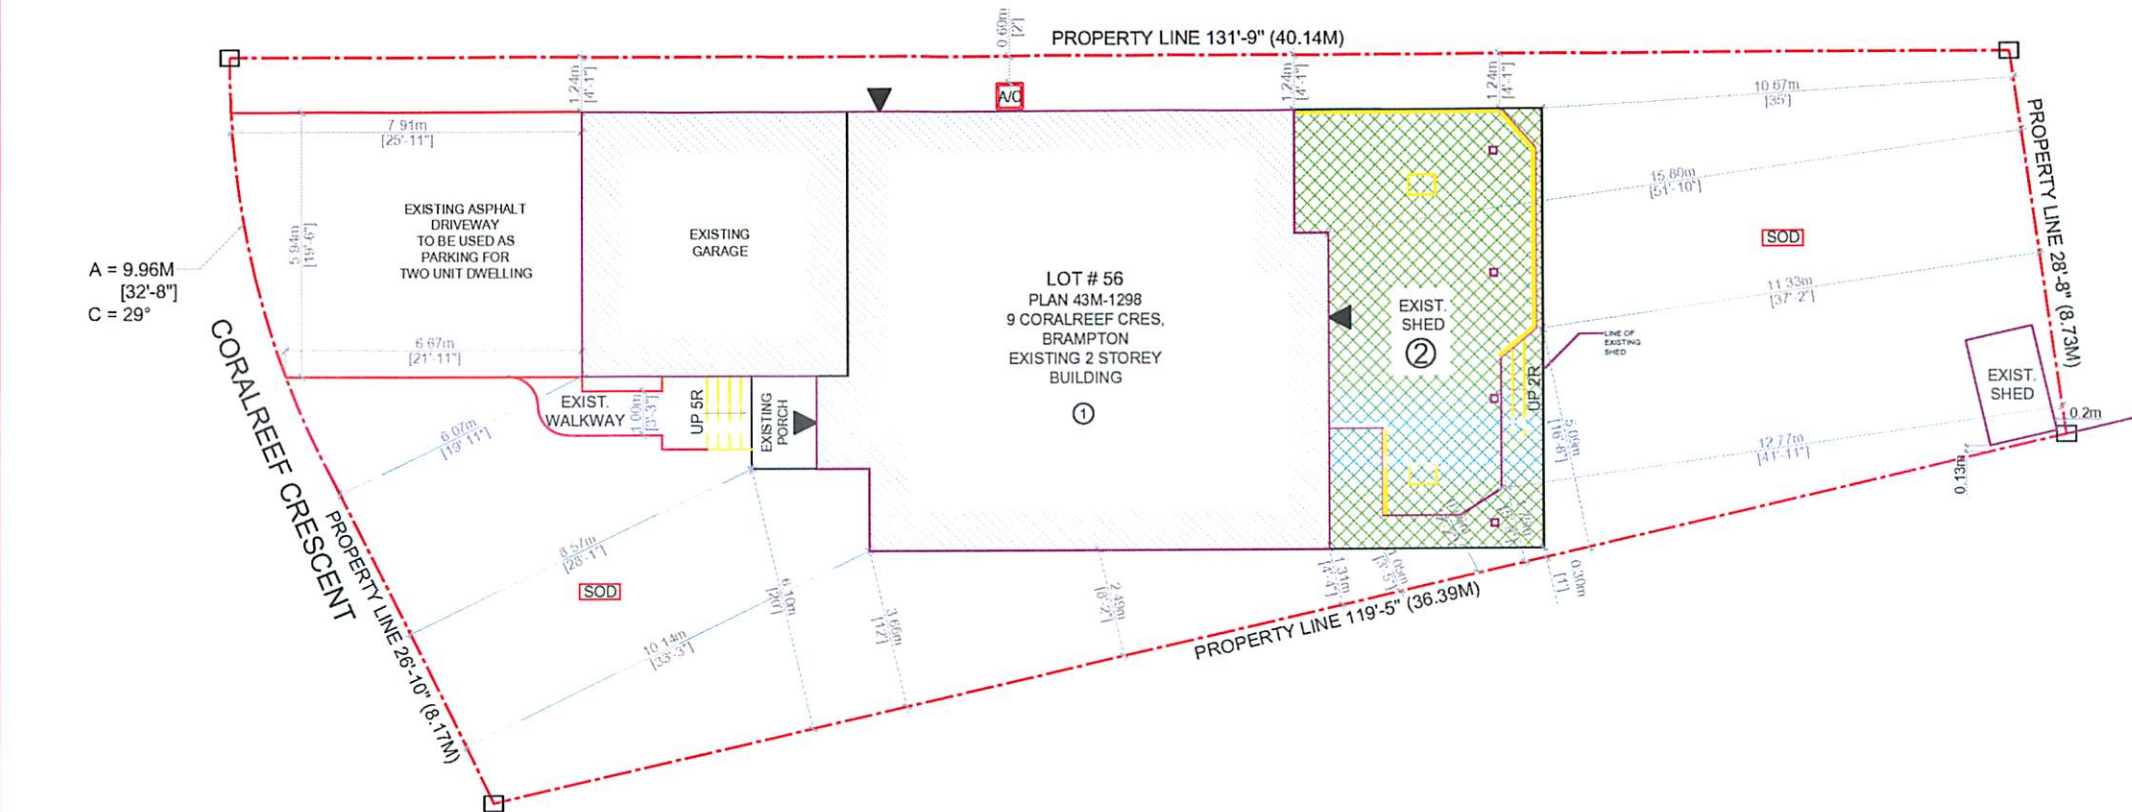 0.60m
[2']
PROPERTY LINE 131'-9" (40.14M)
1.24m
[4'-1"]
A/C
1.24m
[4'-1"]
1.24m
[4'-1"]
10.67m
[35']
7.91m
[25'-11"]
15.80m
[51'-10"]
PROPERTY LINE 28'-8" (8.73M)
EXISTING ASPHALT
DRIVEWAY
TO BE USED AS
PARKING FOR
TWO UNIT DWELLING
5.94m
[19'-6"]
EXISTING
GARAGE
SOD
A = 9.96M
[32'-8"]
C = 29°
LOT # 56
PLAN 43M-1298
9 CORALREEF CRES,
BRAMPTON
EXISTING 2 STOREY
BUILDING
1
EXIST.
SHED
2
11.33m
[37'-2"]
LINE OF
EXISTING
SHED
6.67m
[21'-11"]
EXIST.
WALKWAY
1.00m
[3'-3"]
UP 5R
EXISTING
PORCH
UP 2R
EXIST.
SHED
0.2m
CORALREEF CRESCENT
6.07m
[19'11"]
5.06m
12.77m
[41'-11"]
0.13m
PROPERTY LINE 26'-10" (8.17M)
8.57m
[28'-1"]
SOD
6.10m
[20']
3.66m
[12']
2.49m
[8'-2"]
1.31m
[4'-4"]
1.05m
[3'-5"]
0.30m
[1']
10.14m
[33'-3"]
PROPERTY LINE 119'-5" (36.39M)